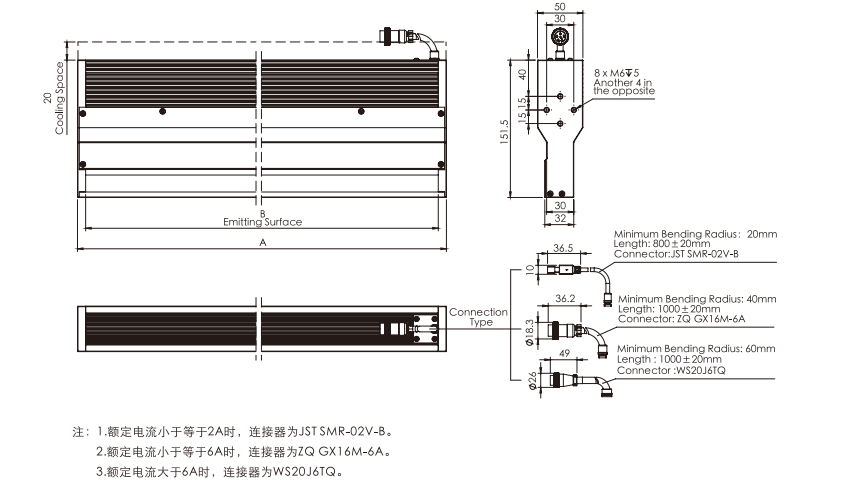 50
30
20
Cooling Space
40
15
15
151.5
8 x M6↧5
Another 4 in
the opposite
B
Emitting Surface
A
30
32
36.5
10
Minimum Bending Radius: 20mm
Length: 800±20mm
Connector:JST SMR-02V-B
Connection
Type
36.2
Ø18.3
Minimum Bending Radius: 40mm
Length: 1000±20mm
Connector: ZQ GX16M-6A
49
Ø26
Minimum Bending Radius: 60mm
Length : 1000±20mm
Connector :WS20J6TQ
注：1.额定电流小于等于2A时，连接器为JST SMR-02V-B。
2.额定电流小于等于6A时，连接器为ZQ GX16M-6A。
3.额定电流大于6A时，连接器为WS20J6TQ。